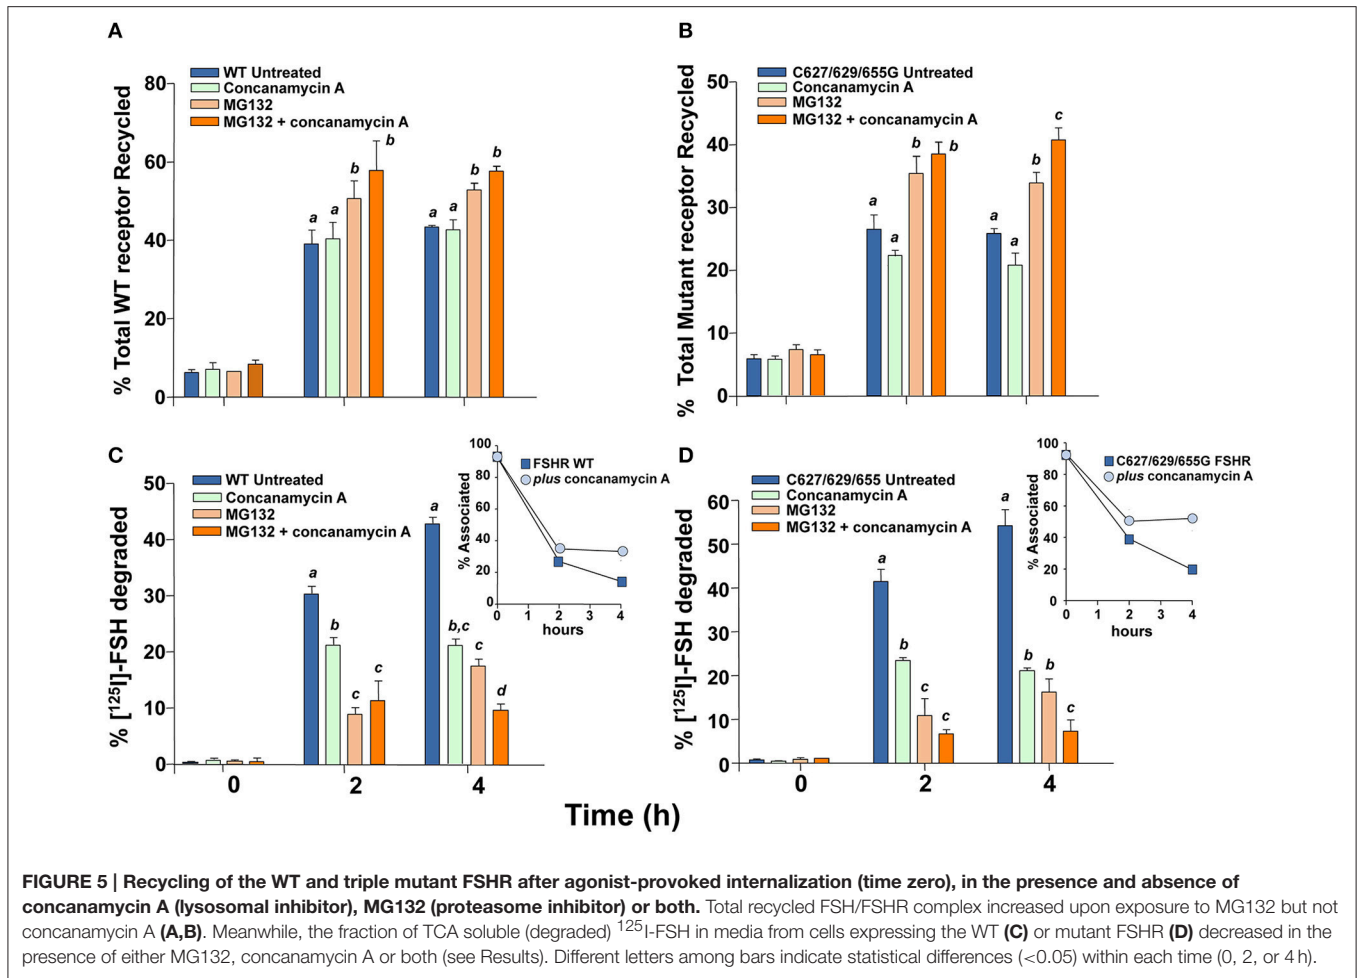 A
% Total WT receptor Recycled
80
60
40
20
0
WT Untreated
Concanamycin A
MG132
MG132 + concanamycin A
a
a
b
b
a
a
b
b
B
% Total Mutant receptor Recycled
50
40
30
20
10
0
C627/629/655G Untreated
Concanamycin A
MG132
MG132 + concanamycin A
a
a
b
b
a
a
b
c
C
% [125I]-FSH degraded
50
40
30
20
10
0
WT Untreated
Concanamycin A
MG132
MG132 + concanamycin A
a
b
c
c
a
b,c
c
d
0
2
4
% Associated
100
80
60
40
20
0
FSHR WT
plus concanamycin A
0 1 2 3 4
hours
D
% [125I]-FSH degraded
60
50
40
30
20
10
0
C627/629/655 Untreated
Concanamycin A
MG132
MG132 + concanamycin A
a
b
c
c
a
b
b
c
0
2
4
% Associated
100
80
60
40
20
0
C627/629/655G FSHR
plus concanamycin A
0 1 2 3 4
hours
Time (h)
FIGURE 5 | Recycling of the WT and triple mutant FSHR after agonist-provoked internalization (time zero), in the presence and absence of
concanamycin A (lysosomal inhibitor), MG132 (proteasome inhibitor) or both. Total recycled FSH/FSHR complex increased upon exposure to MG132 but not
concanamycin A (A,B). Meanwhile, the fraction of TCA soluble (degraded) 125I-FSH in media from cells expressing the WT (C) or mutant FSHR (D) decreased in the
presence of either MG132, concanamycin A or both (see Results). Different letters among bars indicate statistical differences (<0.05) within each time (0, 2, or 4 h).